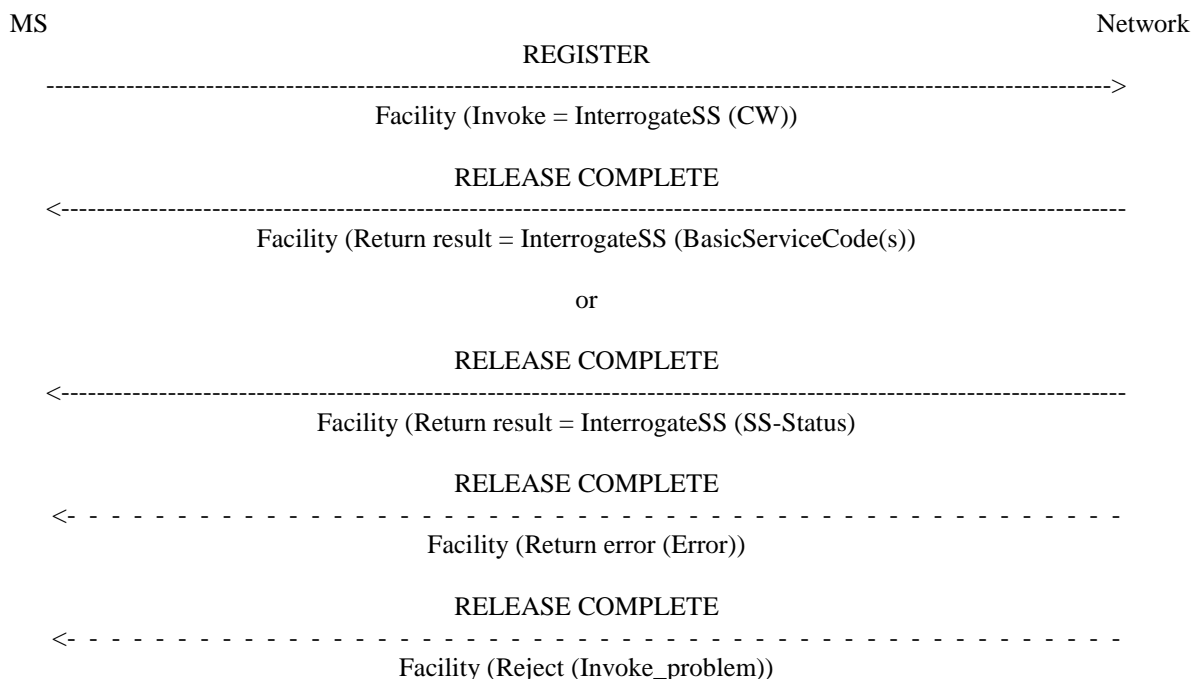 MS Network
REGISTER
------------------------------------------------------------------------------------------------------------------------>
Facility (Invoke = InterrogateSS (CW))
RELEASE COMPLETE
<------------------------------------------------------------------------------------------------------------------------
Facility (Return result = InterrogateSS (BasicServiceCode(s))
or
RELEASE COMPLETE
<------------------------------------------------------------------------------------------------------------------------
Facility (Return result = InterrogateSS (SS-Status)
RELEASE COMPLETE
<- - - - - - - - - - - - - - - - - - - - - - - - - - - - - - - - - - - - - - - - - - - - - - - - - - - - - - - - -
Facility (Return error (Error))
RELEASE COMPLETE
<- - - - - - - - - - - - - - - - - - - - - - - - - - - - - - - - - - - - - - - - - - - - - - - - - - - - - - - - -
Facility (Reject (Invoke_problem))